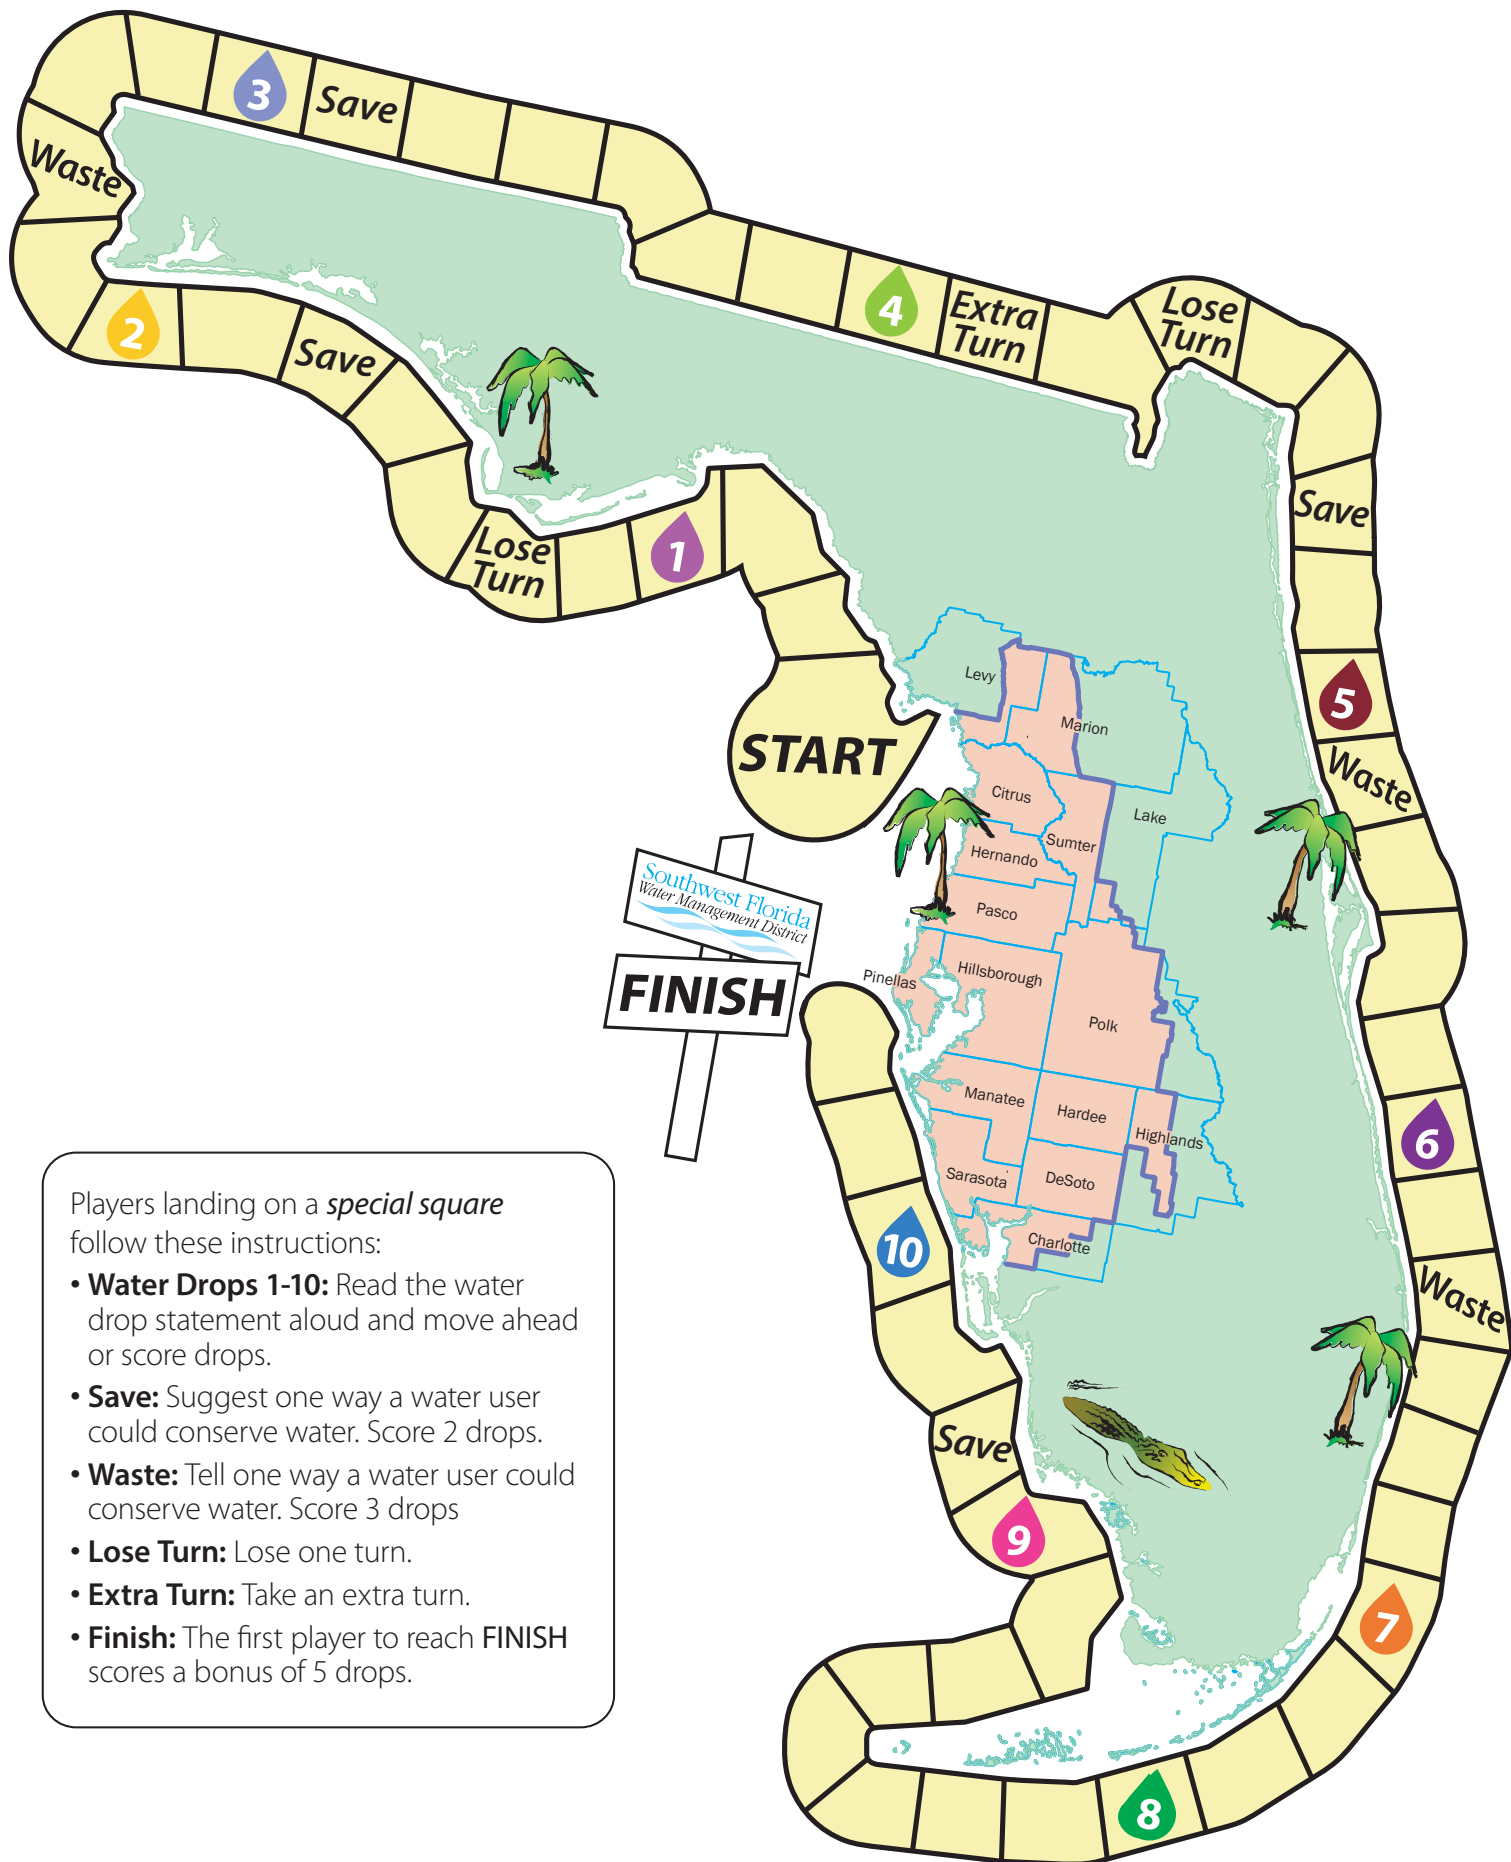 3
Save
Waste
2
Save
4
Extra
Turn
Lose
Turn
Save
Lose
Turn
1
5
Waste
START
Levy
Marion
Citrus
Lake
Sumter
Hernando
Pasco
Pinellas
Hillsborough
Polk
Manatee
Hardee
Highlands
Sarasota
DeSoto
Charlotte
Southwest Florida
Water Management District
FINISH
6
Waste
10
Save
9
7
8
Players landing on a special square
follow these instructions:
• Water Drops 1-10: Read the water
drop statement aloud and move ahead
or score drops.
• Save: Suggest one way a water user
could conserve water. Score 2 drops.
• Waste: Tell one way a water user could
conserve water. Score 3 drops
• Lose Turn: Lose one turn.
• Extra Turn: Take an extra turn.
• Finish: The first player to reach FINISH
scores a bonus of 5 drops.